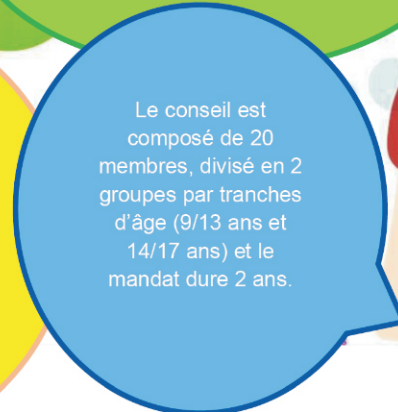 Le conseil est
composé de 20
membres, divisé en 2
groupes par tranches
d'âge (9/13 ans et
14/17 ans) et le
mandat dure 2 ans.